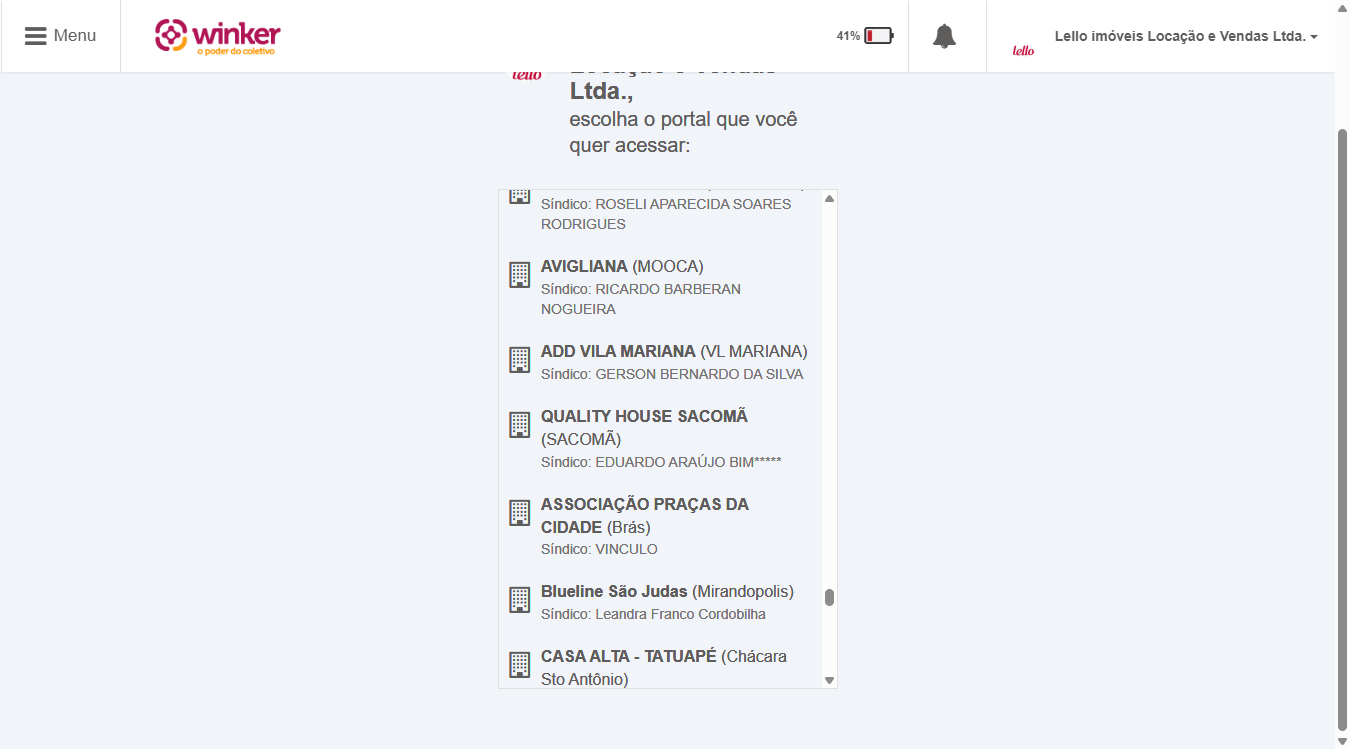 Menu
winker
o poder do coletivo
41%
lello
Lello imóveis Locação e Vendas Ltda.
lello
Locação e Vendas
Ltda.,
escolha o portal que você
quer acessar:
Síndico: ROSELI APARECIDA SOARES
RODRIGUES
AVIGLIANA (MOOCA)
Síndico: RICARDO BARBERAN
NOGUEIRA
ADD VILA MARIANA (VL MARIANA)
Síndico: GERSON BERNARDO DA SILVA
QUALITY HOUSE SACOMÃ
(SACOMÃ)
Síndico: EDUARDO ARAÚJO BIM*****
ASSOCIAÇÃO PRAÇAS DA
CIDADE (Brás)
Síndico: VINCULO
Blueline São Judas (Mirandopolis)
Síndico: Leandra Franco Cordobilha
CASA ALTA - TATUAPÉ (Chácara
Sto Antônio)